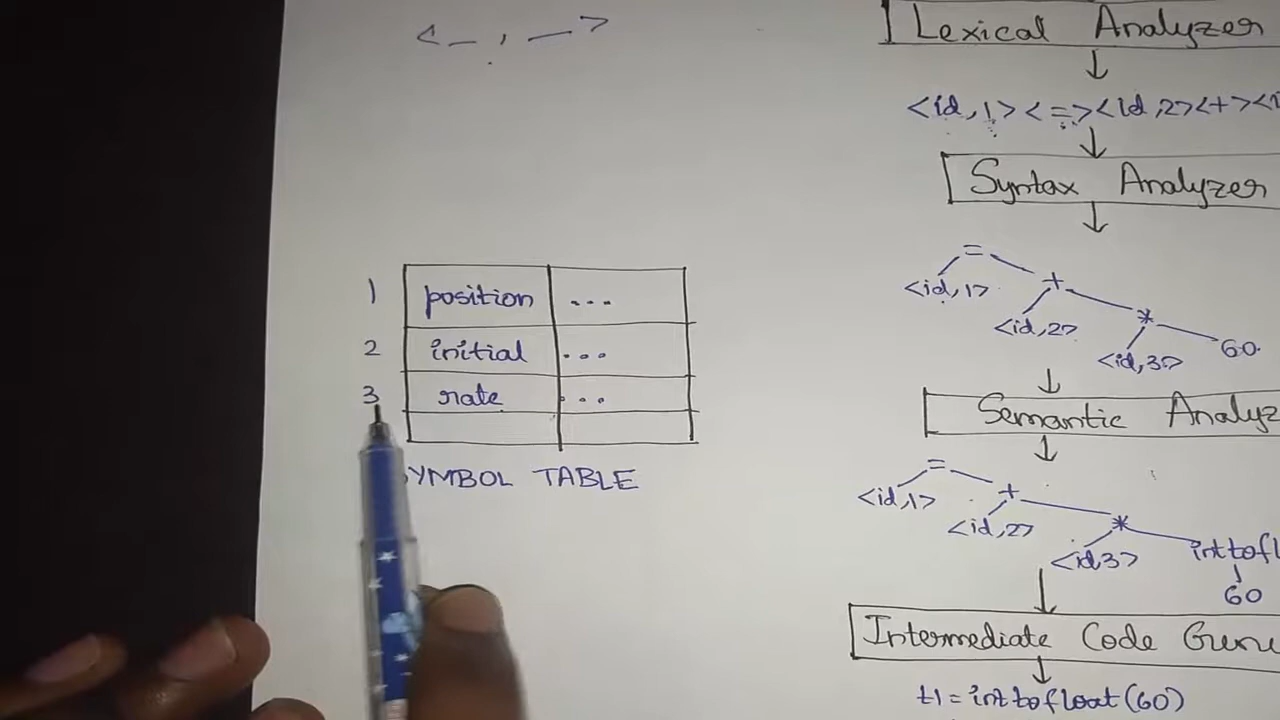 < _ , _ >
1 position ...
2 initial ...
3 rate ...
YMBOL TABLE
Lexical Analyzer
<id,1><=><id,2><+><
Syntax Analyzer
=
<id,1> +
<id,2> *
<id,3> 60
Semantic Analyz
=
<id,1> +
<id,2> *
<id,3> inttofl
60
Intermediate Code Gene
t1 = inttofloat(60)